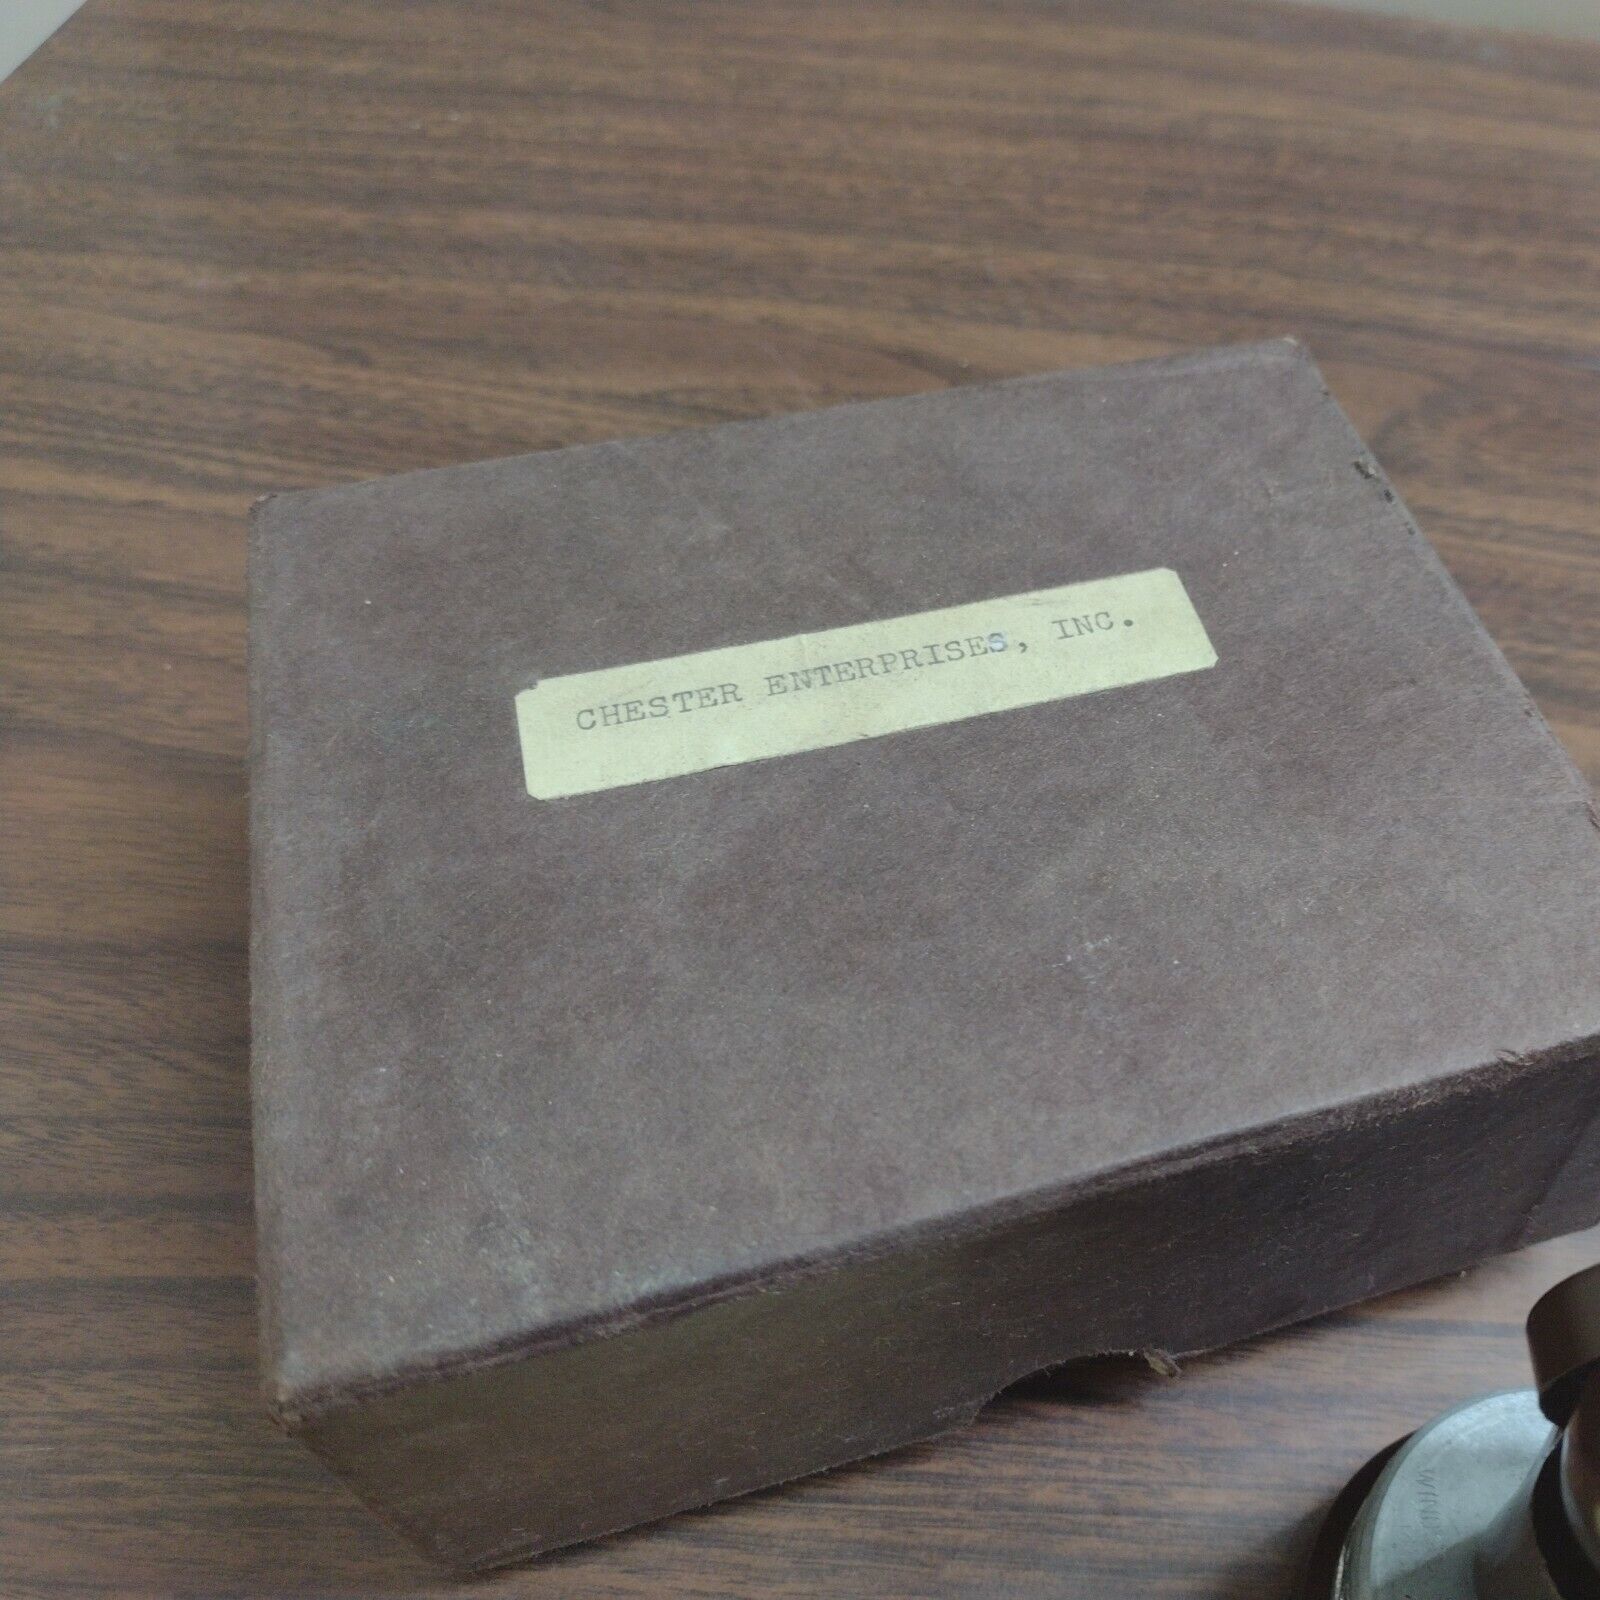 CHESTER ENTERPRISES, INC.